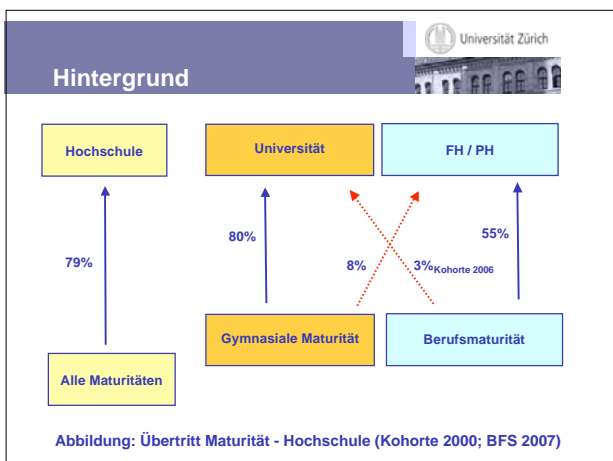 Universität Zürich
Hintergrund
Hochschule
Universität
FH / PH
80%
55%
79%
8%
3%Kohorte 2006
Gymnasiale Maturität
Berufsmaturität
Alle Maturitäten
Abbildung: Übertritt Maturität - Hochschule (Kohorte 2000; BFS 2007)